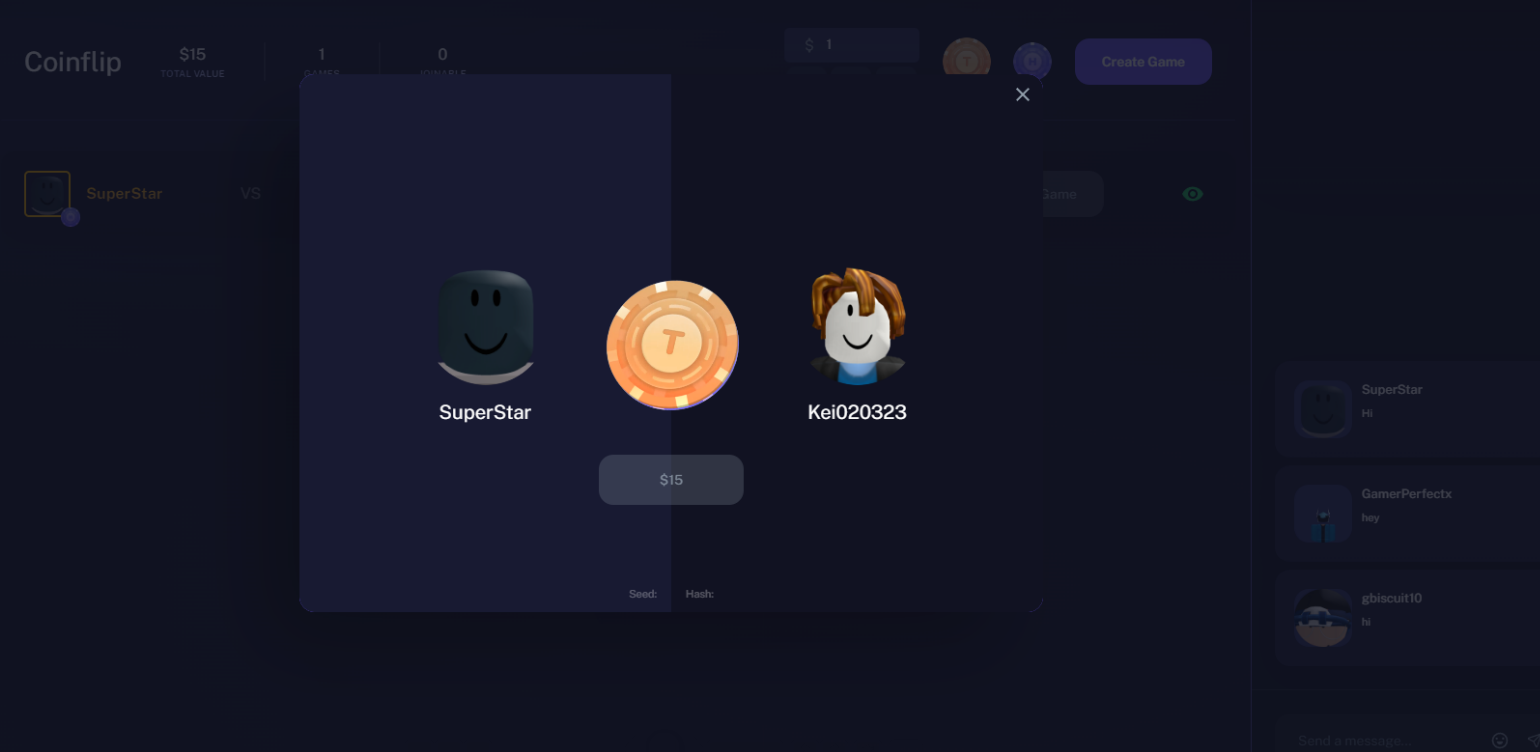 Coinflip
$15
TOTAL VALUE
1
GAMES
0
JOINABLE
$ 1
T
H
Create Game
SuperStar
VS
Game
T
SuperStar
Kei020323
$15
Seed:
Hash:
SuperStar
Hi
GamerPerfectx
hey
gbiscuit10
hi
Send a message...